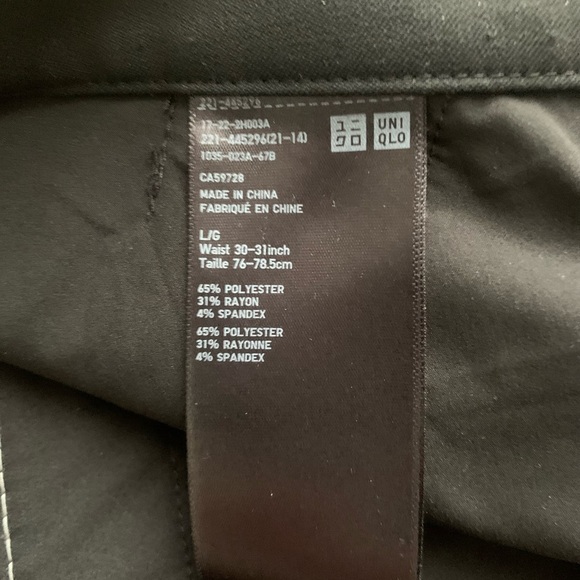 221-445296
17-22-2H003A
221-445296(21-14)
1035-023A-67B
ユニ
クロ
UNI
QLO
CA59728
MADE IN CHINA
FABRIQUÉ EN CHINE
L/G
Waist 30-31inch
Taille 76-78.5cm
65% POLYESTER
31% RAYON
4% SPANDEX
65% POLYESTER
31% RAYONNE
4% SPANDEX